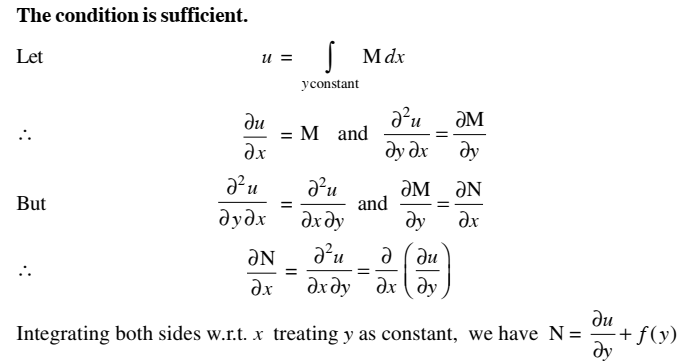 The condition is sufficient.
Let u = ∫ M dx
y constant
∴ ∂u/∂x = M and ∂²u/∂y ∂x = ∂M/∂y
But ∂²u/∂y∂x = ∂²u/∂x∂y and ∂M/∂y = ∂N/∂x
∴ ∂N/∂x = ∂²u/∂x∂y = ∂/∂x (∂u/∂y)
Integrating both sides w.r.t. x treating y as constant, we have N = ∂u/∂y + f(y)